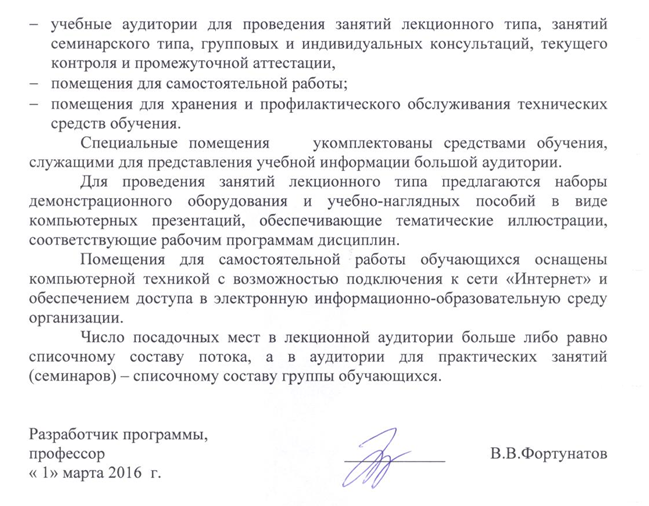 – учебные аудитории для проведения занятий лекционного типа, занятий
семинарского типа, групповых и индивидуальных консультаций, текущего
контроля и промежуточной аттестации,
– помещения для самостоятельной работы;
– помещения для хранения и профилактического обслуживания технических
средств обучения.
Специальные помещения укомплектованы средствами обучения,
служащими для представления учебной информации большой аудитории.
Для проведения занятий лекционного типа предлагаются наборы
демонстрационного оборудования и учебно-наглядных пособий в виде
компьютерных презентаций, обеспечивающие тематические иллюстрации,
соответствующие рабочим программам дисциплин.
Помещения для самостоятельной работы обучающихся оснащены
компьютерной техникой с возможностью подключения к сети «Интернет» и
обеспечением доступа в электронную информационно-образовательную среду
организации.
Число посадочных мест в лекционной аудитории больше либо равно
списочному составу потока, а в аудитории для практических занятий
(семинаров) – списочному составу группы обучающихся.
Разработчик программы,
профессор В.В.Фортунатов
« 1» марта 2016 г.